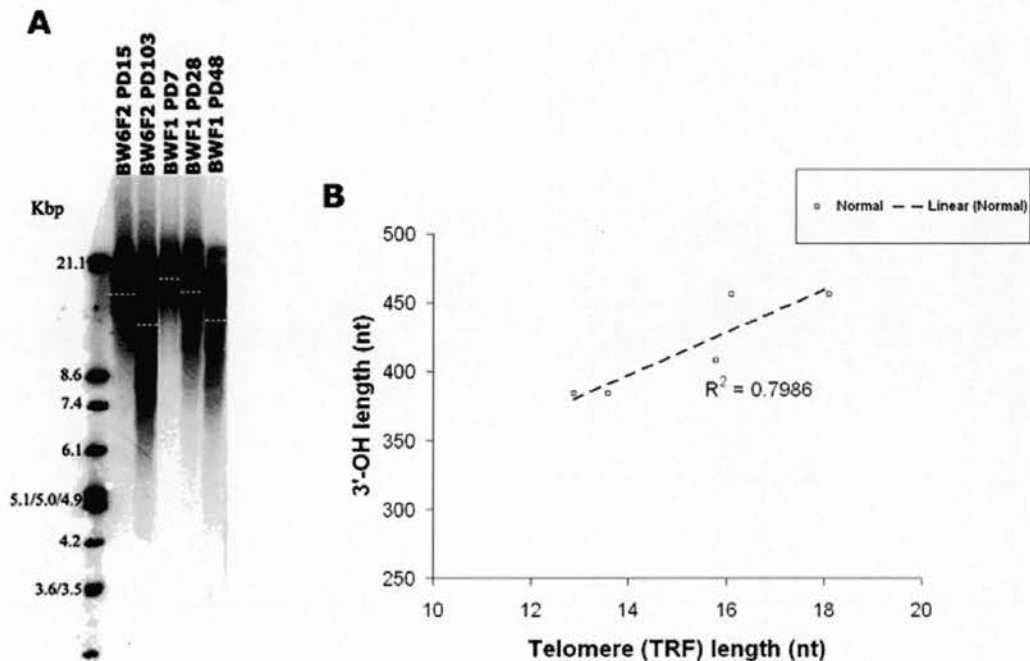 A
BW6F2 PD15
BW6F2 PD103
BWF1 PD7
BWF1 PD28
BWF1 PD48
Kbp
21.1
8.6
7.4
6.1
5.1/5.0/4.9
4.2
3.6/3.5
B
Normal
Linear (Normal)
500
450
400
350
300
250
R² = 0.7986
3'-OH length (nt)
10
12
14
16
18
20
Telomere (TRF) length (nt)